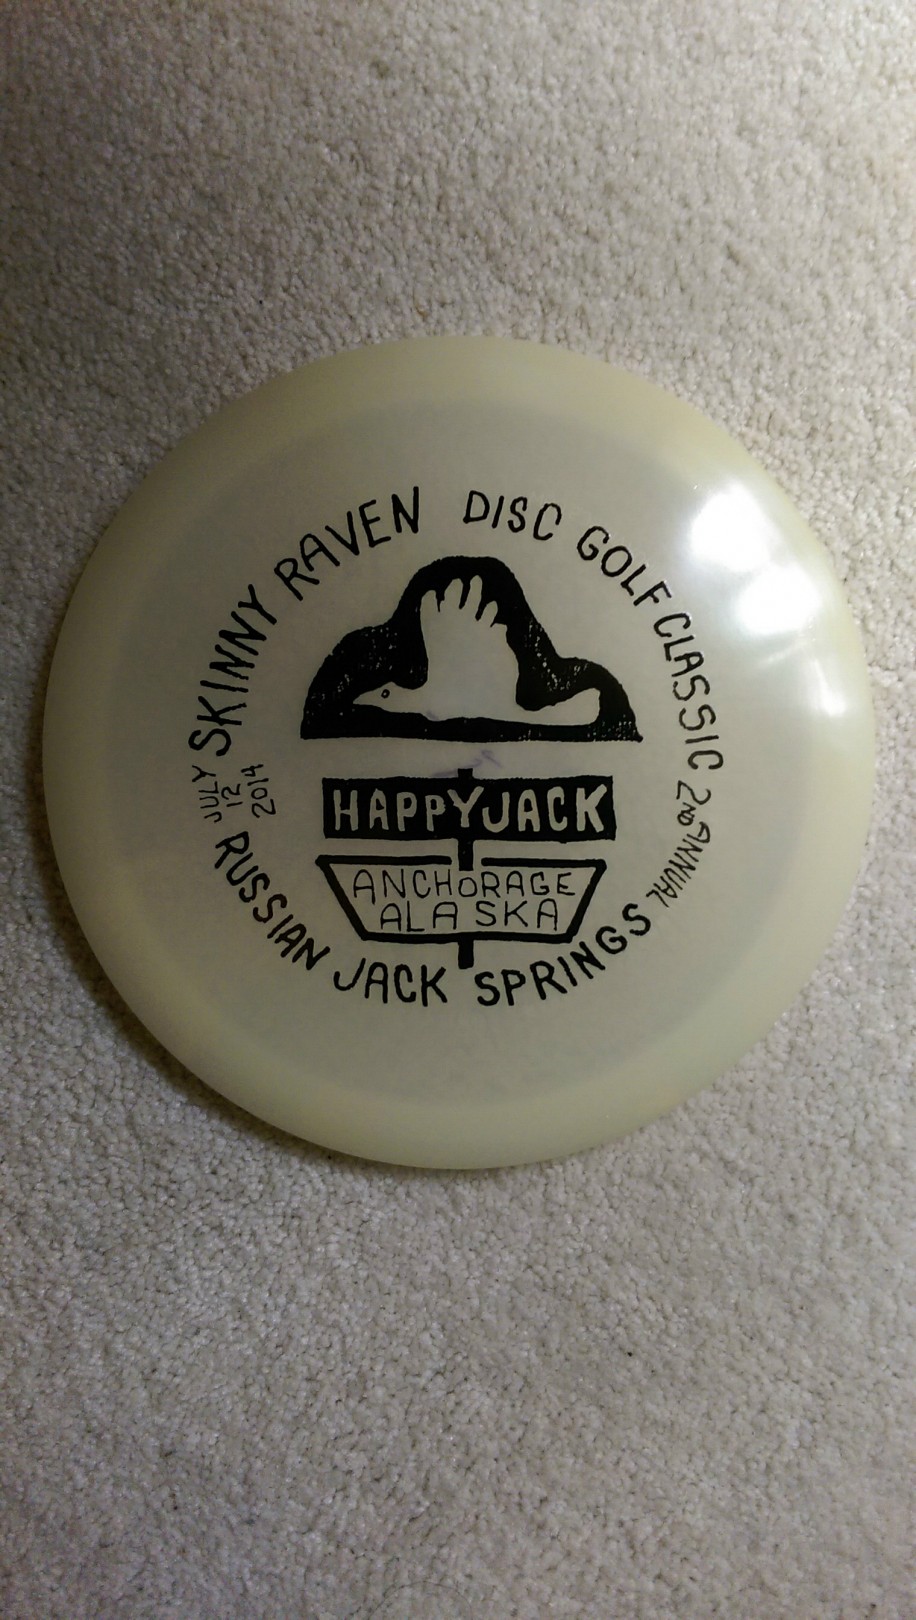 SKINNY RAVEN DISC GOLF CLASSIC 2ND ANNUAL
JULY
12
2014
HAPPYJACK
ANCHORAGE
ALASKA
RUSSIAN JACK SPRINGS